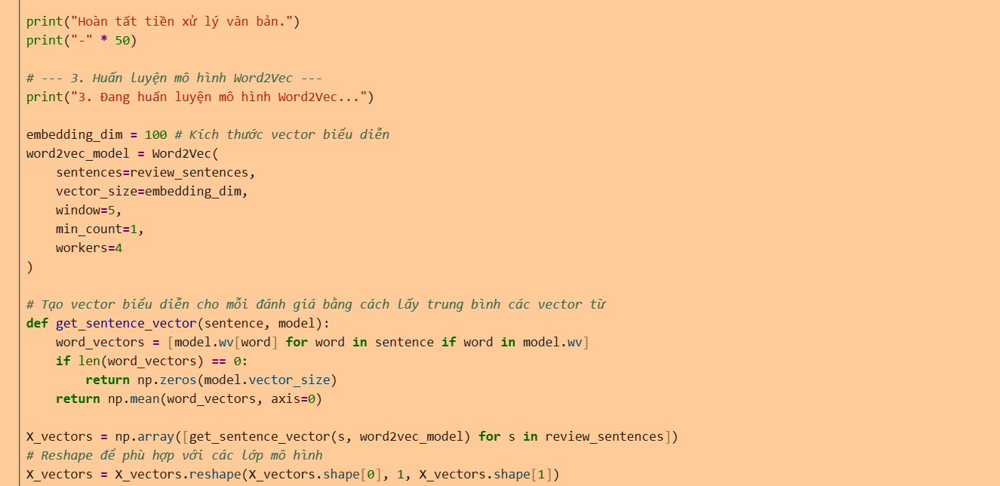 print("Hoàn tất tiền xử lý văn bản.")
print("-" * 50)
# --- 3. Huấn luyện mô hình Word2Vec ---
print("3. Đang huấn luyện mô hình Word2Vec...")
embedding_dim = 100 # Kích thước vector biểu diễn
word2vec_model = Word2Vec(
    sentences=review_sentences,
    vector_size=embedding_dim,
    window=5,
    min_count=1,
    workers=4
)
# Tạo vector biểu diễn cho mỗi đánh giá bằng cách lấy trung bình các vector từ
def get_sentence_vector(sentence, model):
    word_vectors = [model.wv[word] for word in sentence if word in model.wv]
    if len(word_vectors) == 0:
        return np.zeros(model.vector_size)
    return np.mean(word_vectors, axis=0)
X_vectors = np.array([get_sentence_vector(s, word2vec_model) for s in review_sentences])
# Reshape để phù hợp với các lớp mô hình
X_vectors = X_vectors.reshape(X_vectors.shape[0], 1, X_vectors.shape[1])